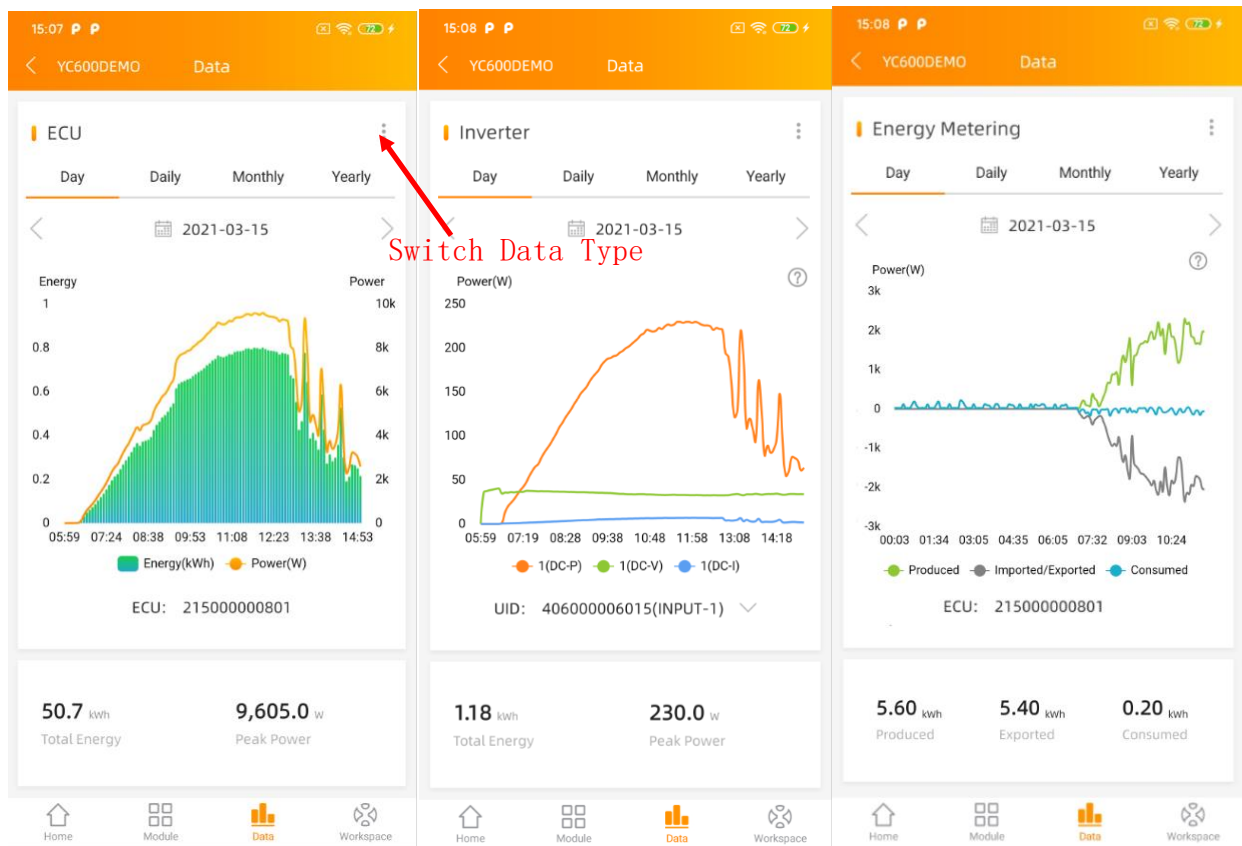 15:07 P P 72
YC600DEMO Data
ECU
Day Daily Monthly Yearly
2021-03-15
Energy Power
1 10k
0.8 8k
0.6 6k
0.4 4k
0.2 2k
0 0
05:59 07:24 08:38 09:53 11:08 12:23 13:38 14:53
Energy(kWh) Power(W)
ECU: 215000000801
50.7 kWh 9,605.0 W
Total Energy Peak Power
Home Module Data Workspace
Switch Data Type
15:08 P P 72
YC600DEMO Data
Inverter
Day Daily Monthly Yearly
2021-03-15
Power(W) ?
250
200
150
100
50
0
05:59 07:19 08:28 09:38 10:48 11:58 13:08 14:18
1(DC-P) 1(DC-V) 1(DC-I)
UID: 406000006015(INPUT-1)
1.18 kWh 230.0 W
Total Energy Peak Power
Home Module Data Workspace
15:08 P P 72
YC600DEMO Data
Energy Metering
Day Daily Monthly Yearly
2021-03-15
Power(W) ?
3k
2k
1k
0
-1k
-2k
-3k
00:03 01:34 03:05 04:35 06:05 07:32 09:03 10:24
Produced Imported/Exported Consumed
ECU: 215000000801
5.60 kWh 5.40 kWh 0.20 kWh
Produced Exported Consumed
Home Module Data Workspace